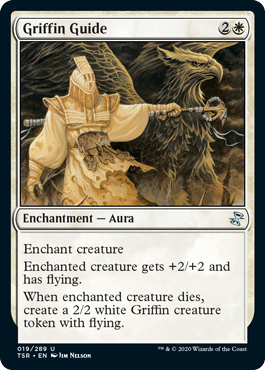 Griffin Guide 2
Enchantment — Aura
Enchant creature
Enchanted creature gets +2/+2 and
has flying.
When enchanted creature dies,
create a 2/2 white Griffin creature
token with flying.
019/289 U
TSR • EN Jim Nelson
™ & © 2020 Wizards of the Coast